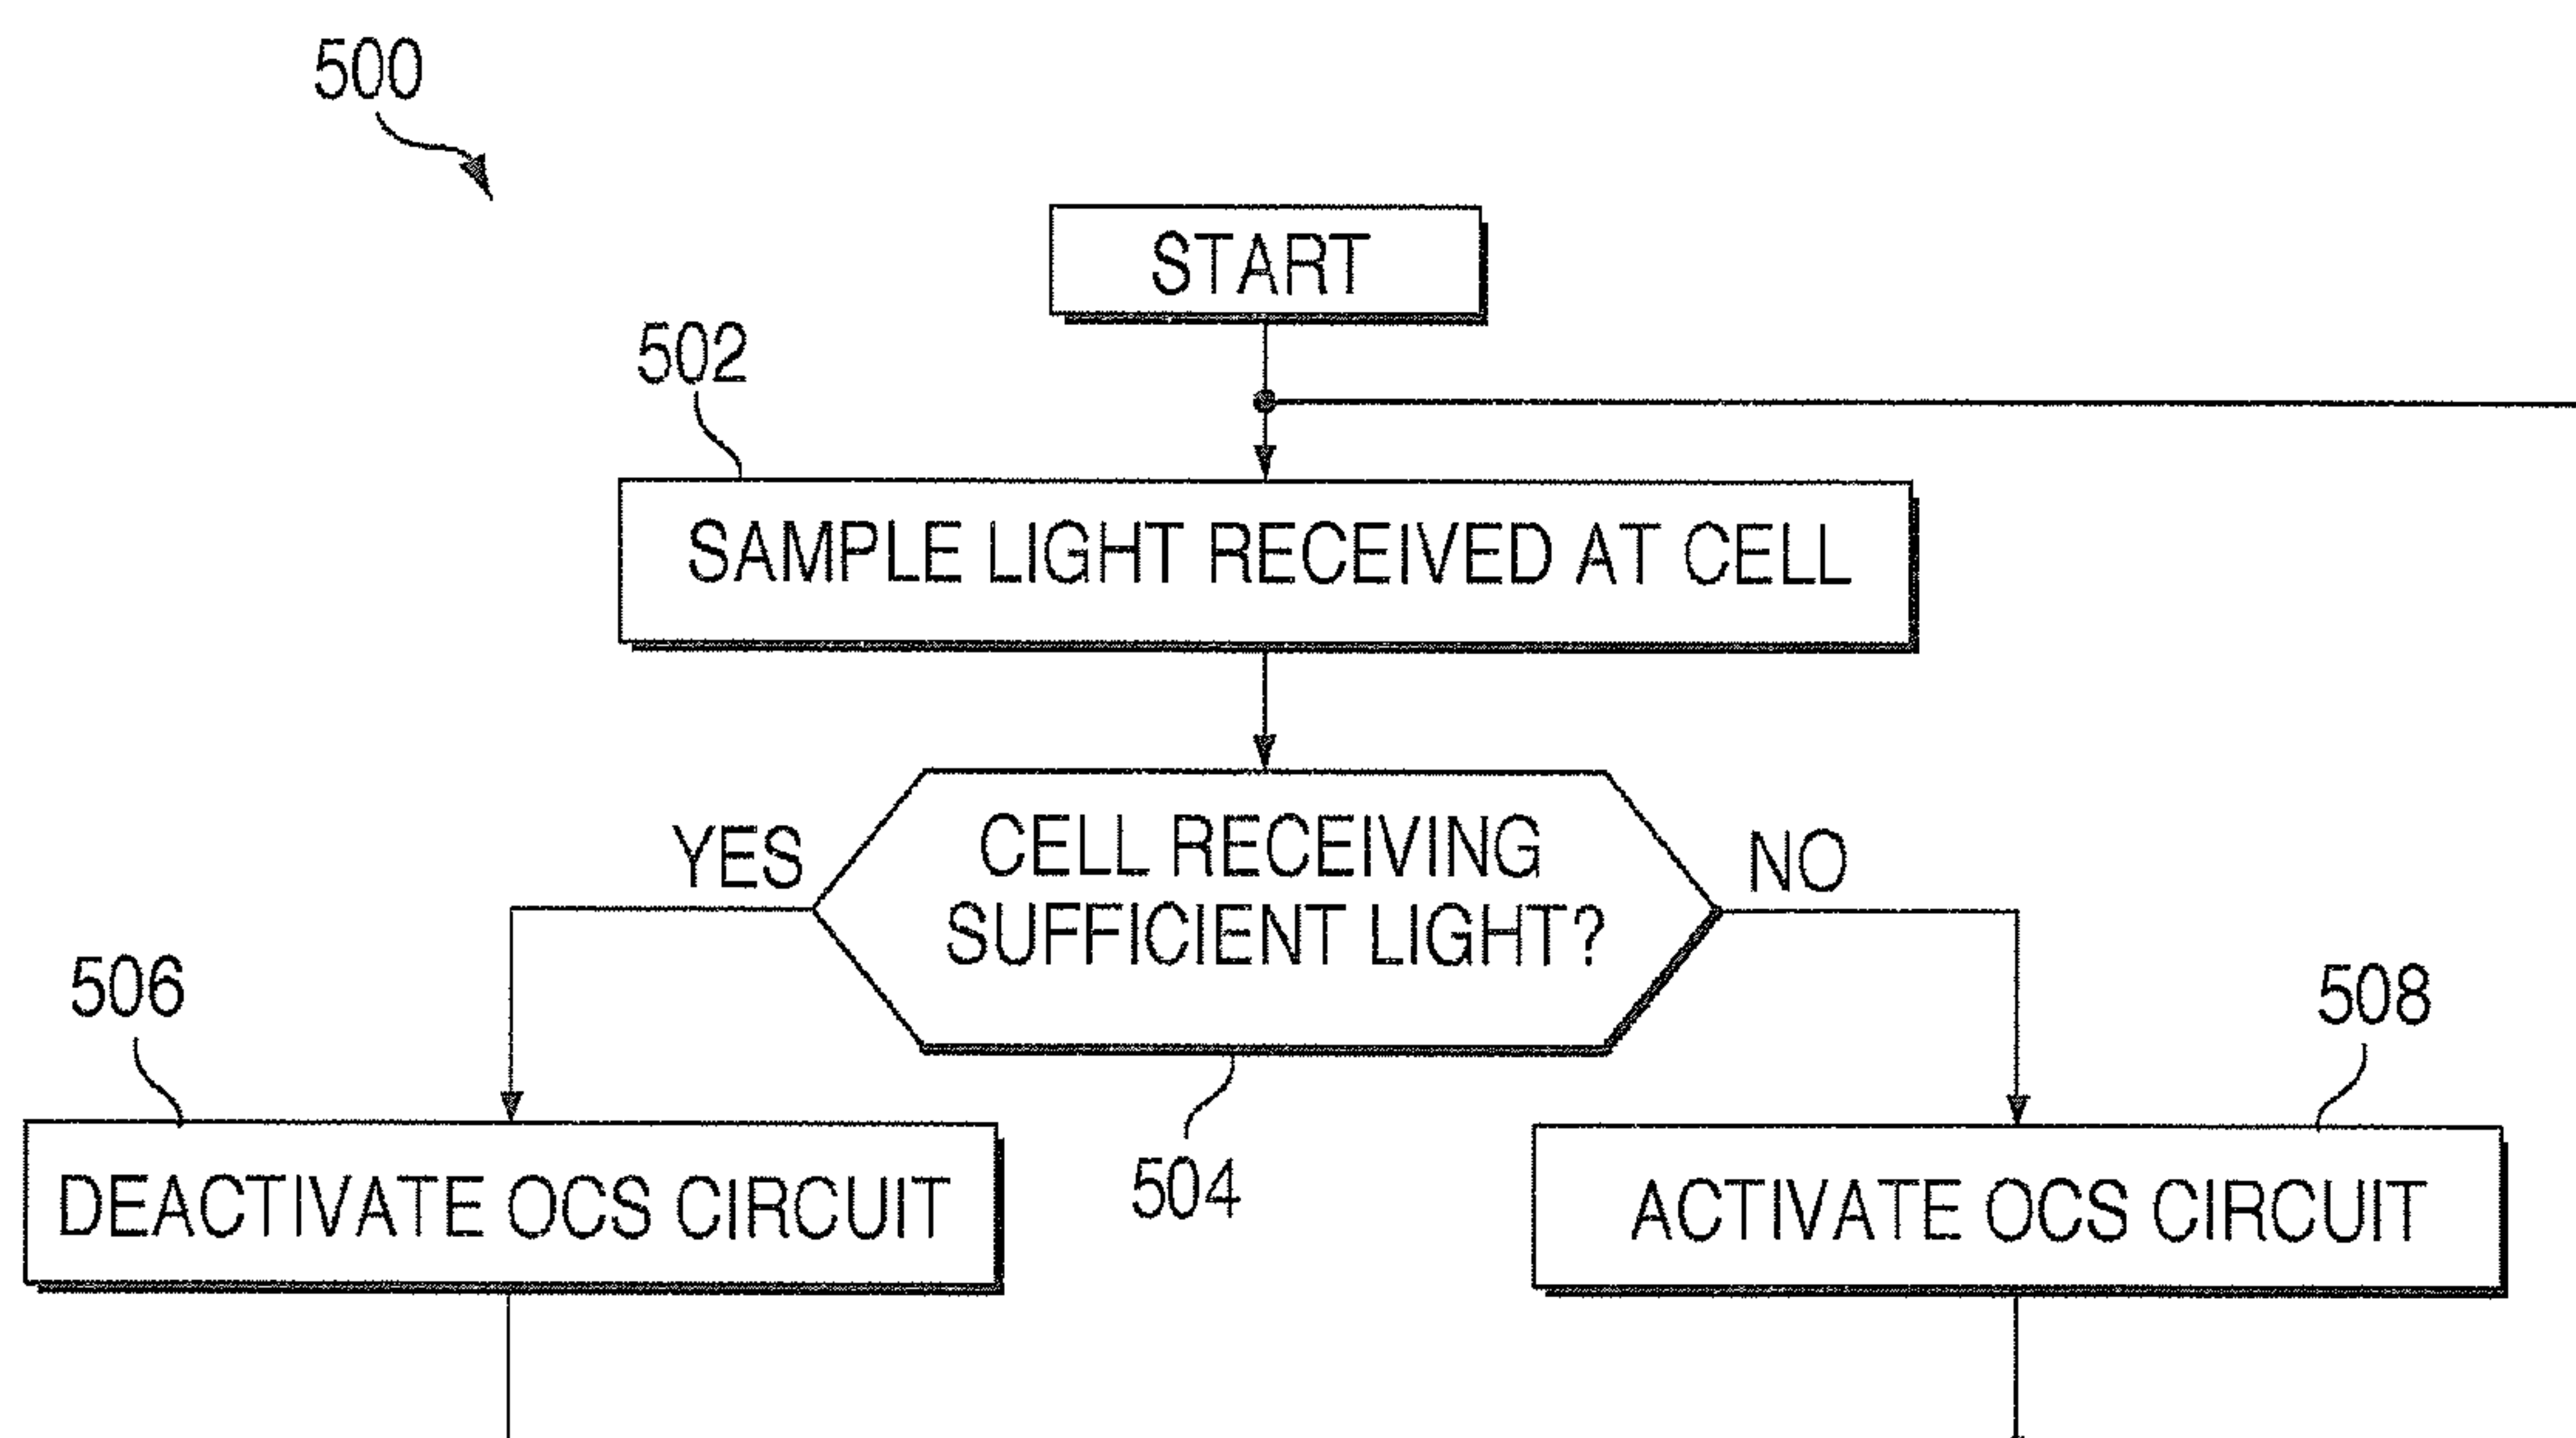 500
START
502
SAMPLE LIGHT RECEIVED AT CELL
CELL RECEIVING
SUFFICIENT LIGHT?
YES
NO
504
506
DEACTIVATE OCS CIRCUIT
508
ACTIVATE OCS CIRCUIT